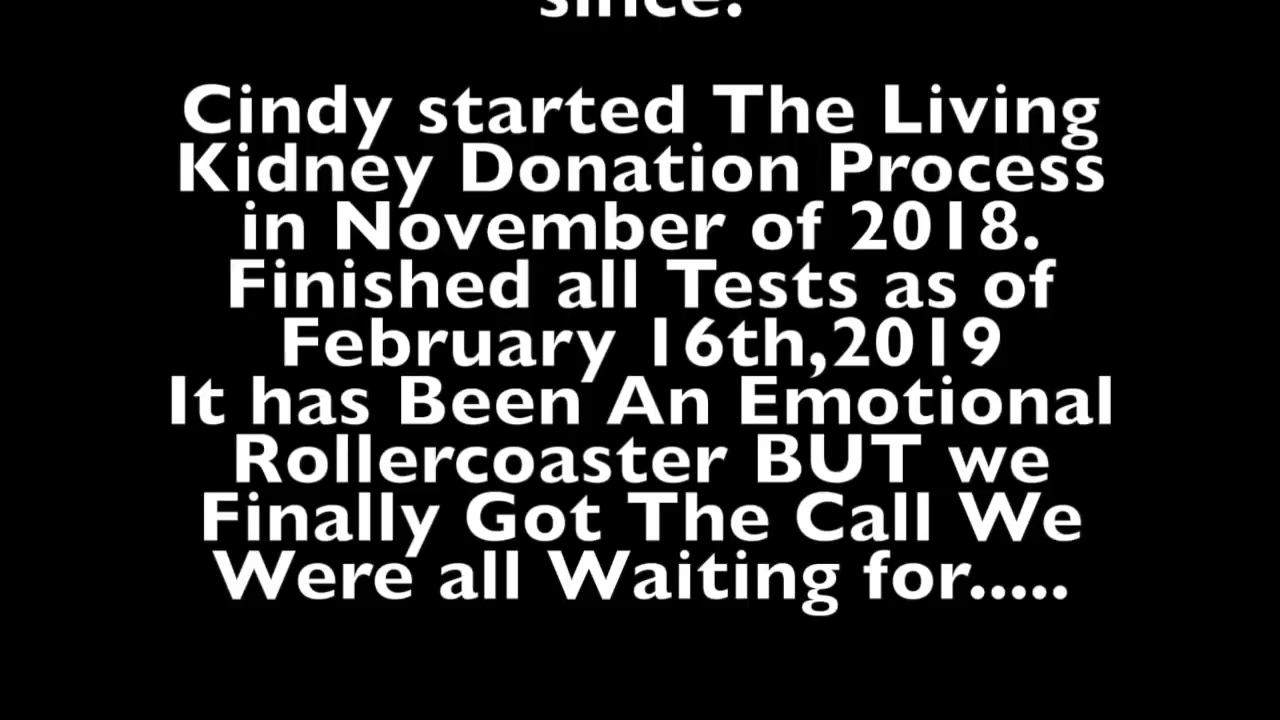 since.
Cindy started The Living
Kidney Donation Process
in November of 2018.
Finished all Tests as of
February 16th,2019
It has Been An Emotional
Rollercoaster BUT we
Finally Got The Call We
Were all Waiting for.....